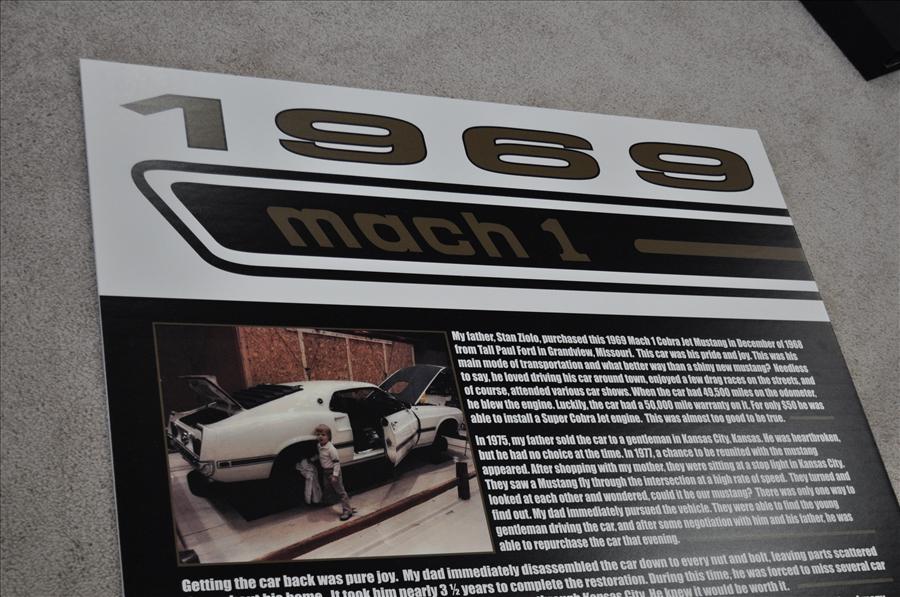 1969
mach 1
My father, Stan Ziolo, purchased this 1969 Mach 1 Cobra Jet Mustang in December of 1968
from Tall Paul Ford in Grandview, Missouri. This car was his pride and joy. This was his
main mode of transportation and what better way than a shiny new mustang? Needless
to say, he loved driving his car around town, enjoyed a few drag races on the streets, and
of course, attended various car shows. When the car had 49,500 miles on the odometer,
he blew the engine. Luckily, the car had a 50,000 mile warranty on it. For only $50 he was
able to install a Super Cobra Jet engine. This was almost too good to be true.
In 1975, my father sold the car to a gentleman in Kansas City, Kansas. He was heartbroken,
but he had no choice at the time. In 1977, a chance to be reunited with the mustang
appeared. After shopping with my mother, they were sitting at a stop light in Kansas City.
They saw a Mustang fly through the intersection at a high rate of speed. They turned and
looked at each other and wondered, could it be our mustang? There was only one way to
find out. My dad immediately pursued the vehicle. They were able to find the young
gentleman driving the car, and after some negotiation with him and his father, he was
able to repurchase the car that evening.
Getting the car back was pure joy. My dad immediately disassembled the car down to every nut and bolt, leaving parts scattered
his home. It took him nearly 3 ½ years to complete the restoration. During this time, he was forced to miss several car
through Kansas City. He knew it would be worth it.